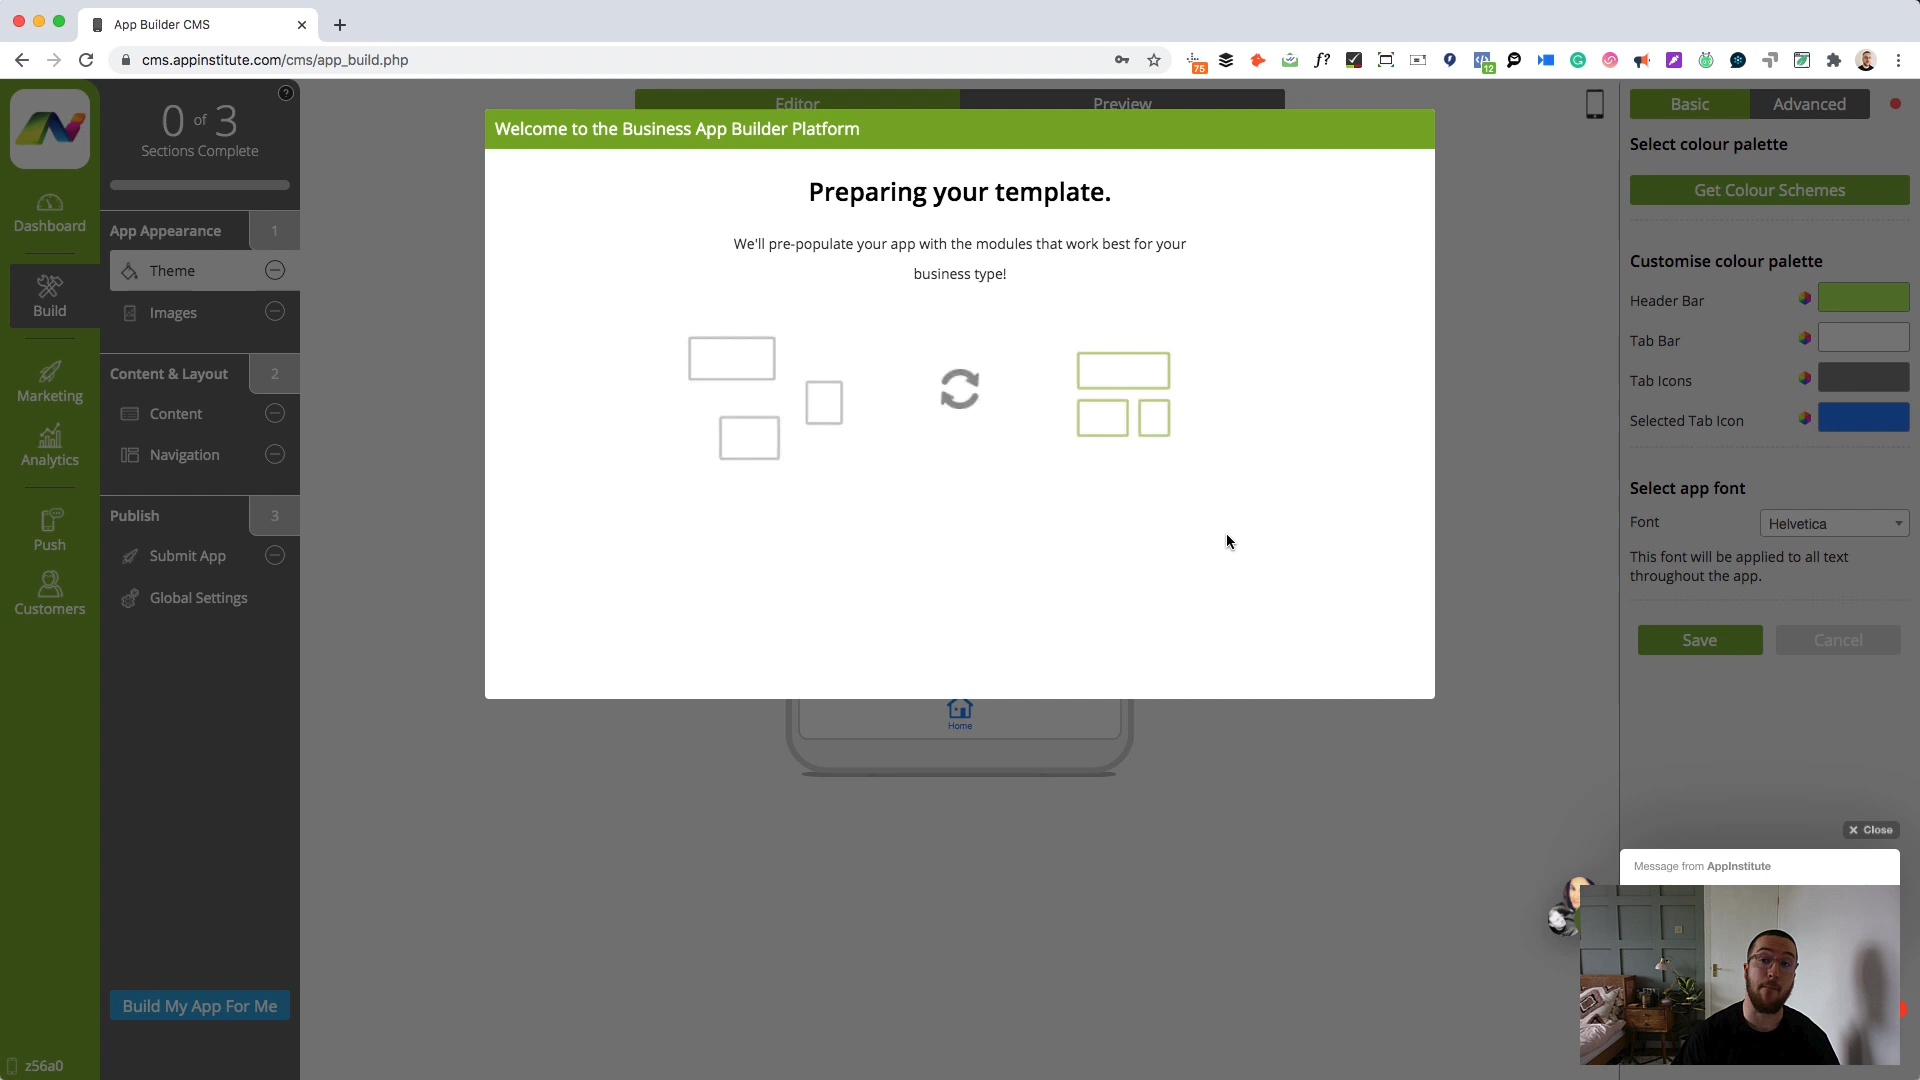 App Builder CMS
cms.appinstitute.com/cms/app_build.php
75
f?
12
0 of 3
Sections Complete
?
Dashboard
Build
Marketing
Analytics
Push
Customers
z56a0
App Appearance 1
Theme
Images
Content & Layout 2
Content
Navigation
Publish 3
Submit App
Global Settings
Build My App For Me
Editor
Preview
Welcome to the Business App Builder Platform
Preparing your template.
We'll pre-populate your app with the modules that work best for your
business type!
Home
Basic
Advanced
Select colour palette
Get Colour Schemes
Customise colour palette
Header Bar
Tab Bar
Tab Icons
Selected Tab Icon
Select app font
Font
Helvetica
This font will be applied to all text
throughout the app.
Save
Cancel
Close
Message from AppInstitute